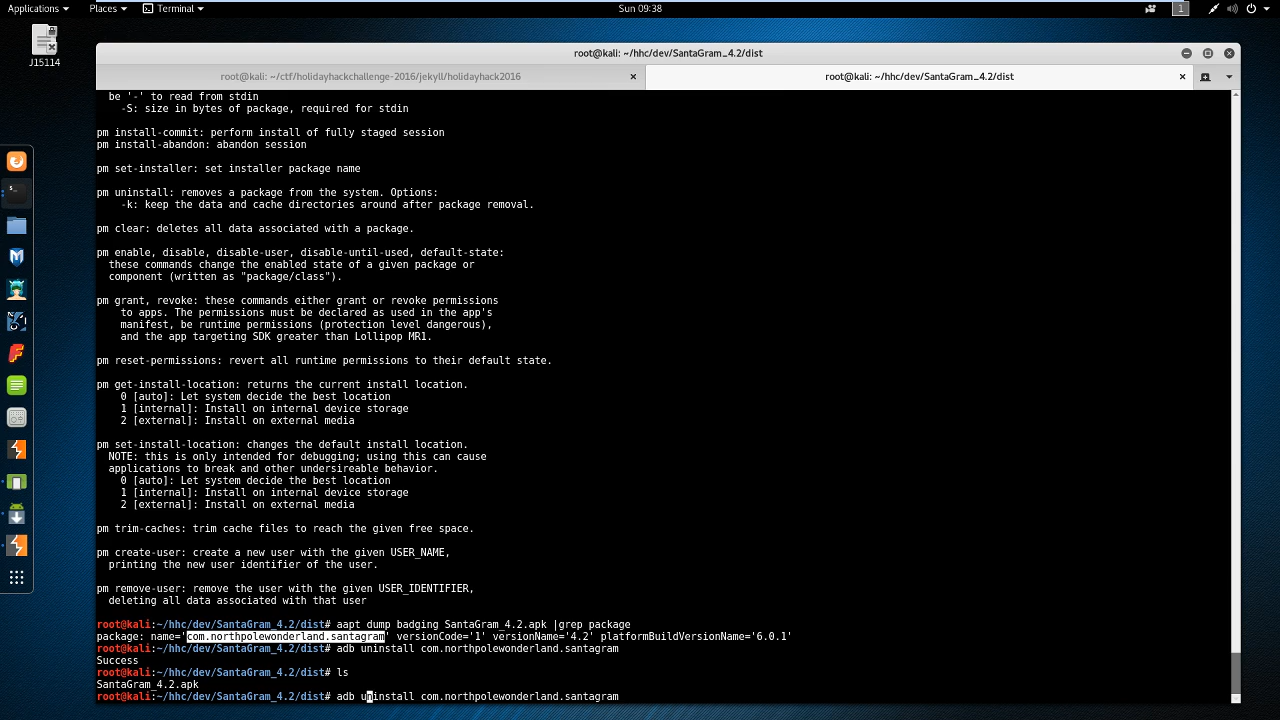 Applications
Places
Terminal
Sun 09:38
1
J15114
root@kali: ~/hhc/dev/SantaGram_4.2/dist
root@kali: ~/ctf/holidayhackchallenge-2016/jekyll/holidayhack2016
root@kali: ~/hhc/dev/SantaGram_4.2/dist
be '-' to read from stdin
-S: size in bytes of package, required for stdin
pm install-commit: perform install of fully staged session
pm install-abandon: abandon session
pm set-installer: set installer package name
pm uninstall: removes a package from the system. Options:
-k: keep the data and cache directories around after package removal.
pm clear: deletes all data associated with a package.
pm enable, disable, disable-user, disable-until-used, default-state:
these commands change the enabled state of a given package or
component (written as "package/class").
pm grant, revoke: these commands either grant or revoke permissions
to apps. The permissions must be declared as used in the app's
manifest, be runtime permissions (protection level dangerous),
and the app targeting SDK greater than Lollipop MR1.
pm reset-permissions: revert all runtime permissions to their default state.
pm get-install-location: returns the current install location.
0 [auto]: Let system decide the best location
1 [internal]: Install on internal device storage
2 [external]: Install on external media
pm set-install-location: changes the default install location.
NOTE: this is only intended for debugging; using this can cause
applications to break and other undersireable behavior.
0 [auto]: Let system decide the best location
1 [internal]: Install on internal device storage
2 [external]: Install on external media
pm trim-caches: trim cache files to reach the given free space.
pm create-user: create a new user with the given USER_NAME,
printing the new user identifier of the user.
pm remove-user: remove the user with the given USER_IDENTIFIER,
deleting all data associated with that user
root@kali:~/hhc/dev/SantaGram_4.2/dist# aapt dump badging SantaGram_4.2.apk |grep package
package: name='com.northpolewonderland.santagram' versionCode='1' versionName='4.2' platformBuildVersionName='6.0.1'
root@kali:~/hhc/dev/SantaGram_4.2/dist# adb uninstall com.northpolewonderland.santagram
Success
root@kali:~/hhc/dev/SantaGram_4.2/dist# ls
SantaGram_4.2.apk
root@kali:~/hhc/dev/SantaGram_4.2/dist# adb uninstall com.northpolewonderland.santagram